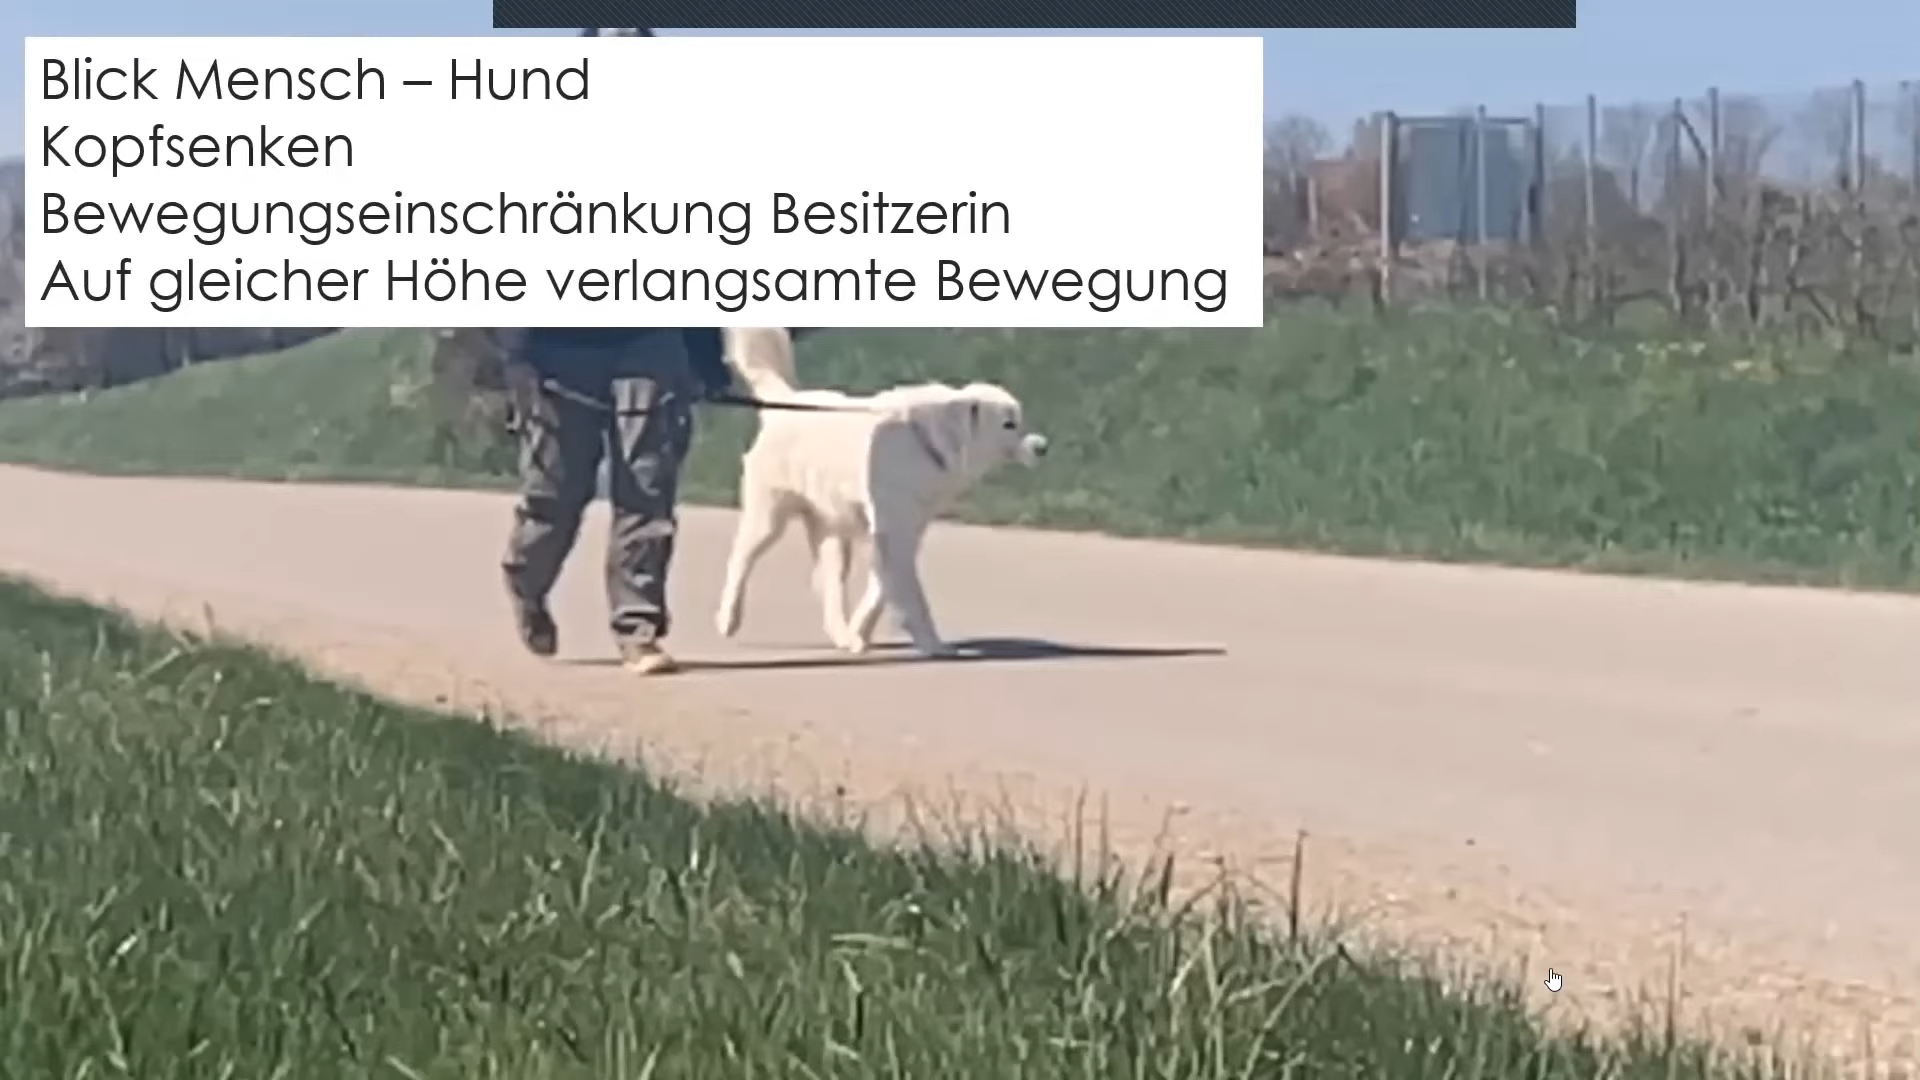 Blick Mensch – Hund
Kopfsenken
Bewegungseinschränkung Besitzerin
Auf gleicher Höhe verlangsamte Bewegung